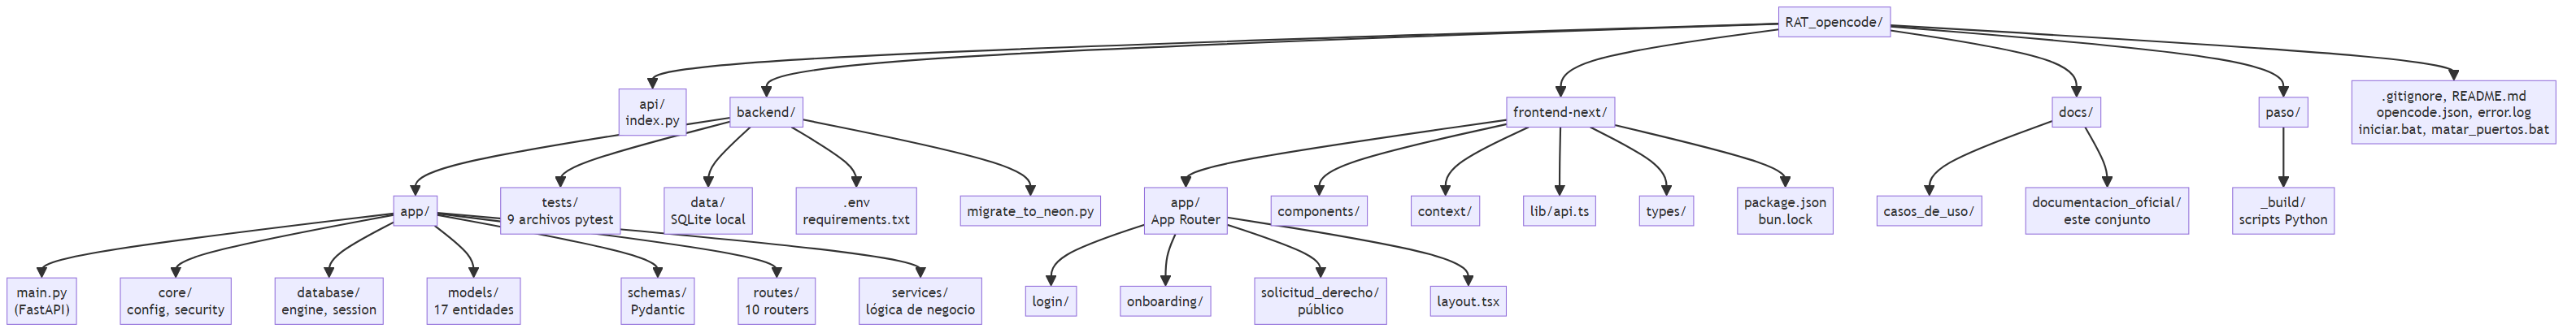 RAT_opencode/
api/
index.py
backend/
frontend-next/
docs/
paso/
.gitignore, README.md
opencode.json, error.log
iniciar.bat, matar_puertos.bat
app/
tests/
9 archivos pytest
data/
SQLite local
.env
requirements.txt
migrate_to_neon.py
app/
App Router
components/
context/
lib/api.ts
types/
package.json
bun.lock
casos_de_uso/
documentacion_oficial/
este conjunto
_build/
scripts Python
main.py
(FastAPI)
core/
config, security
database/
engine, session
models/
17 entidades
schemas/
Pydantic
routes/
10 routers
services/
lógica de negocio
login/
onboarding/
solicitud_derecho/
público
layout.tsx